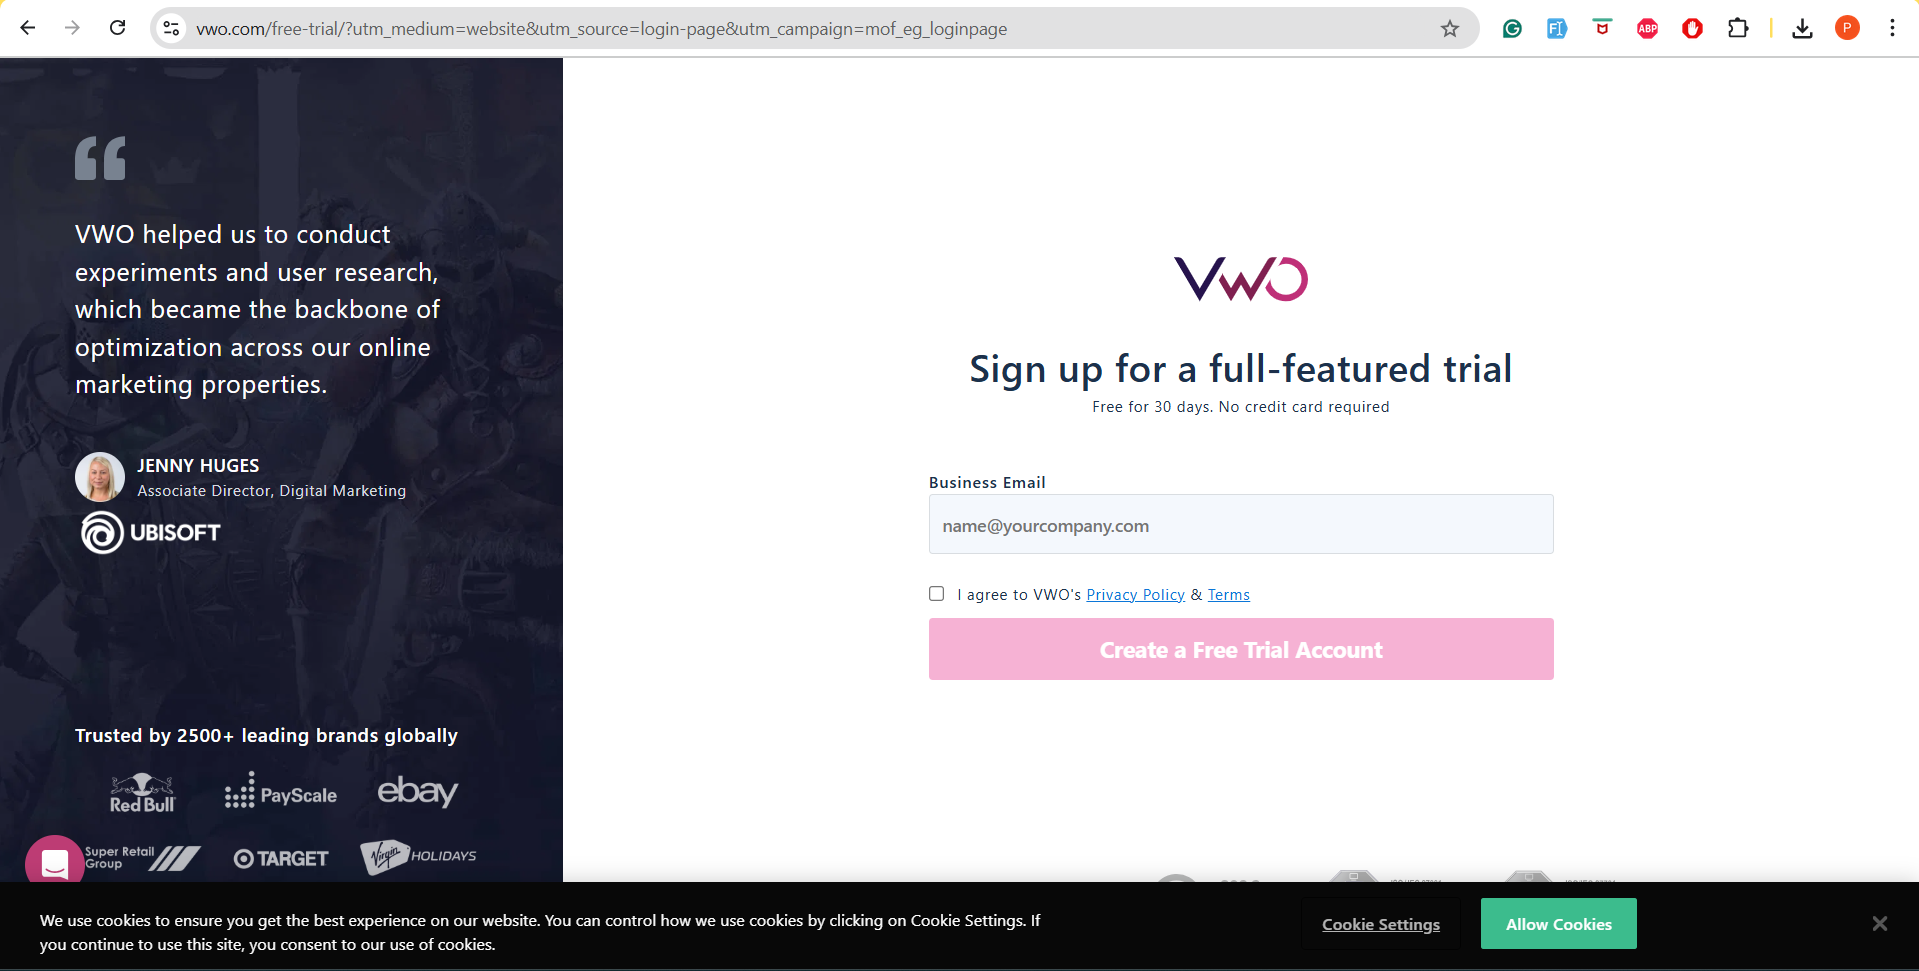 vwo.com/free-trial/?utm_medium=website&utm_source=login-page&utm_campaign=mof_eg_loginpage
ABP
P
VWO helped us to conduct
experiments and user research,
which became the backbone of
optimization across our online
marketing properties.
JENNY HUGES
Associate Director, Digital Marketing
UBISOFT
Trusted by 2500+ leading brands globally
Red Bull
PayScale
ebay
Super Retail
Group
TARGET
Virgin HOLIDAYS
VWO
Sign up for a full-featured trial
Free for 30 days. No credit card required
Business Email
name@yourcompany.com
I agree to VWO's Privacy Policy & Terms
Create a Free Trial Account
We use cookies to ensure you get the best experience on our website. You can control how we use cookies by clicking on Cookie Settings. If
you continue to use this site, you consent to our use of cookies.
Cookie Settings
Allow Cookies